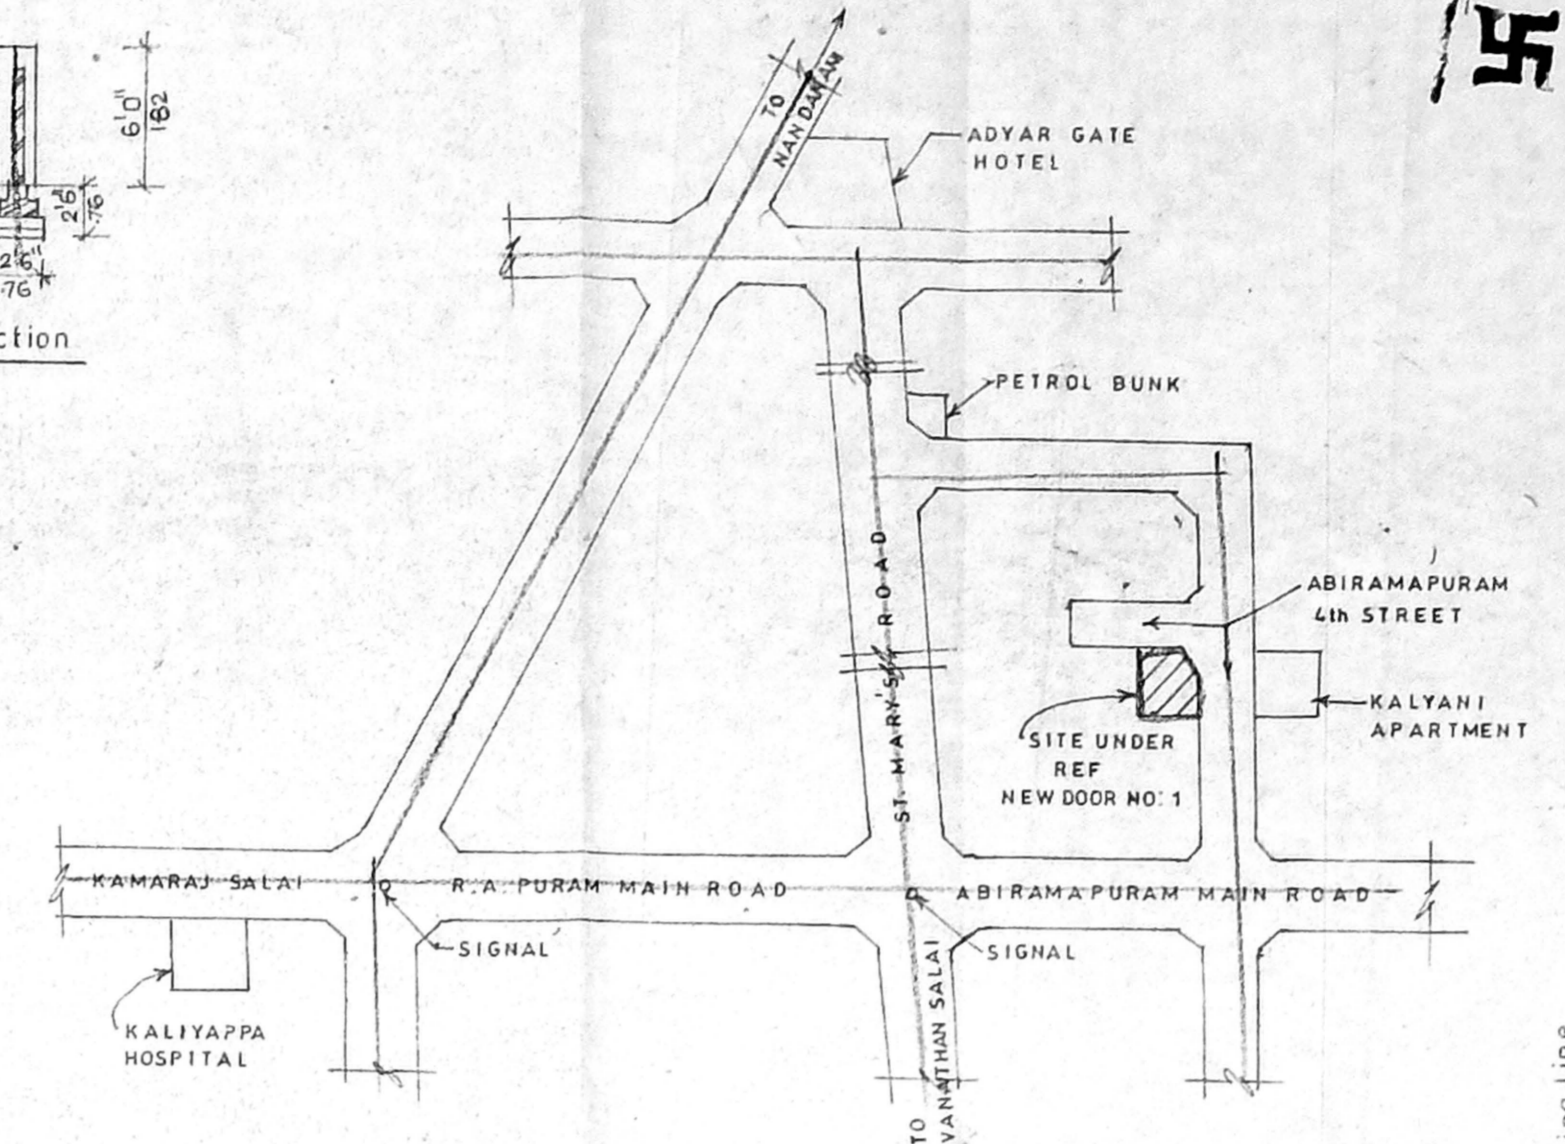 6'0"
182
2'6"
.76
2'6"
.76
ction
TO
NANDANAM
ADYAR GATE
HOTEL
PETROL BUNK
ST. MARY'S ROAD
ABIRAMAPURAM
4th STREET
KALYANI
APARTMENT
SITE UNDER
REF
NEW DOOR NO: 1
KAMARAJ SALAI
R.A. PURAM MAIN ROAD
ABIRAMAPURAM MAIN ROAD
SIGNAL
SIGNAL
KALIYAPPA
HOSPITAL
TO
VANATHAN SALAI
Line